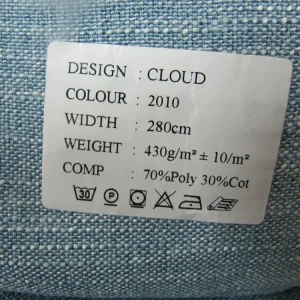 DESIGN : CLOUD
COLOUR : 2010
WIDTH : 280cm
WEIGHT : 430g/m² ± 10/m²
COMP : 70%Poly 30%Cot
30 P